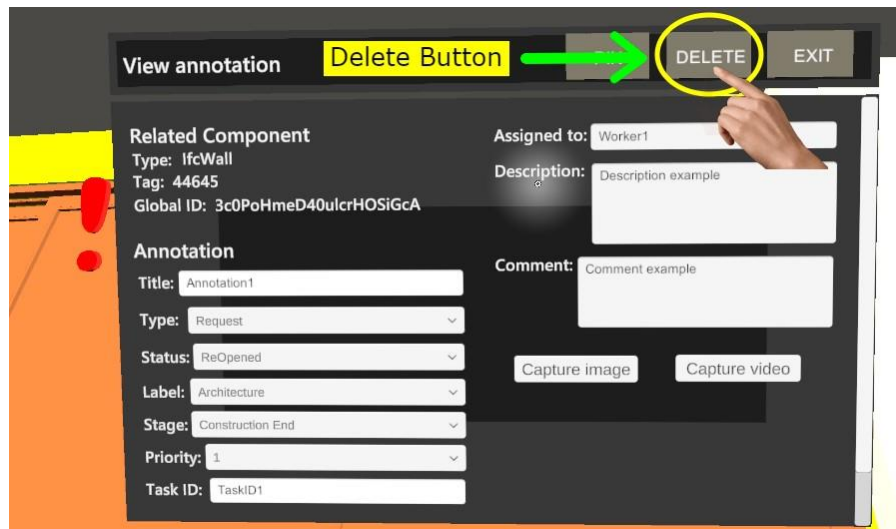 View annotation
Delete Button
DELETE
EXIT
Related Component
Type: IfcWall
Tag: 44645
Global ID: 3c0PoHmeD40ulcrHOSiGcA
Annotation
Title: Annotation1
Type: Request
Status: ReOpened
Label: Architecture
Stage: Construction End
Priority: 1
Task ID: TaskID1
Assigned to: Worker1
Description: Description example
Comment: Comment example
Capture image
Capture video